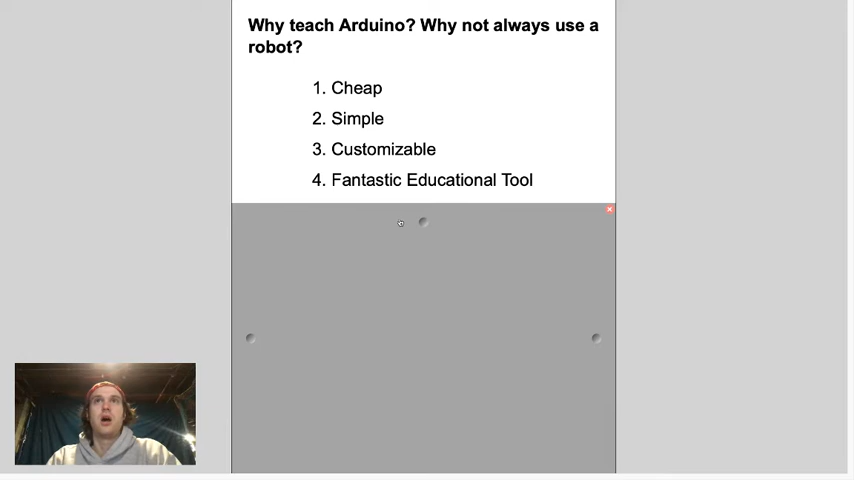 Why teach Arduino? Why not always use a
robot?
1. Cheap
2. Simple
3. Customizable
4. Fantastic Educational Tool